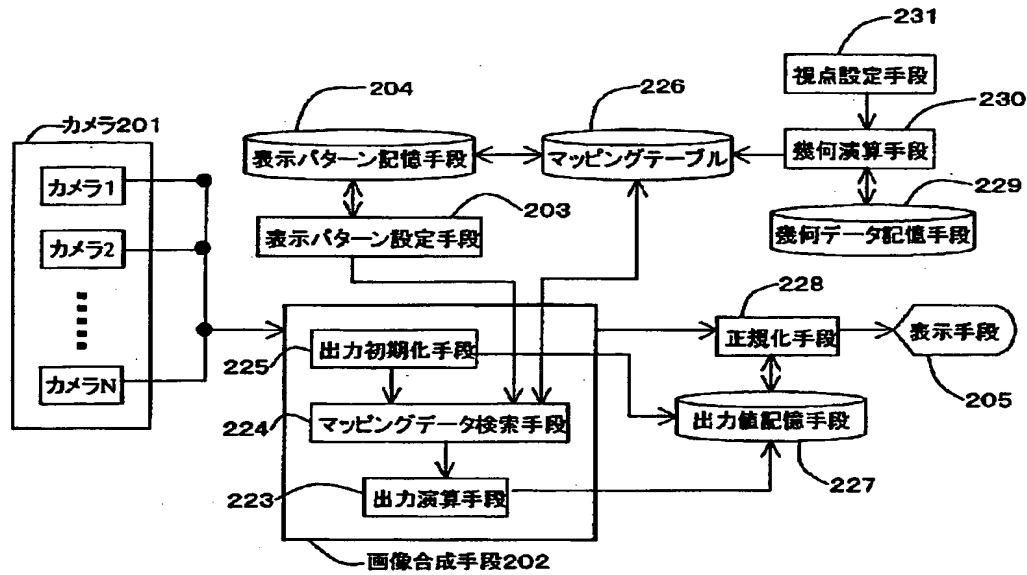 231
視点設定手段
204
226
230
カメラ201
表示パターン記憶手段
マッピングテーブル
幾何演算手段
カメラ1
203
229
表示パターン設定手段
幾何データ記憶手段
カメラ2
228
出力初期化手段
正規化手段
表示手段
225
カメラN
205
224
マッピングデータ検索手段
出力値記憶手段
223
出力演算手段
227
画像合成手段202